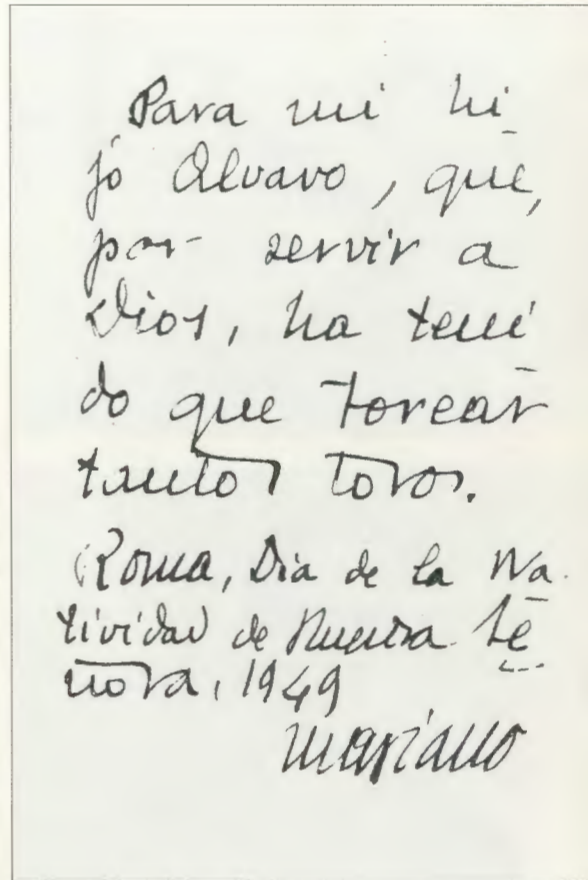 Para mi hi
jo Alvaro, que,
por servir a
Dios, ha teni
do que torear
tantos toros.
Roma, Dia de la Na
tividad de Nuestra Se
ñora, 1949
Mariano